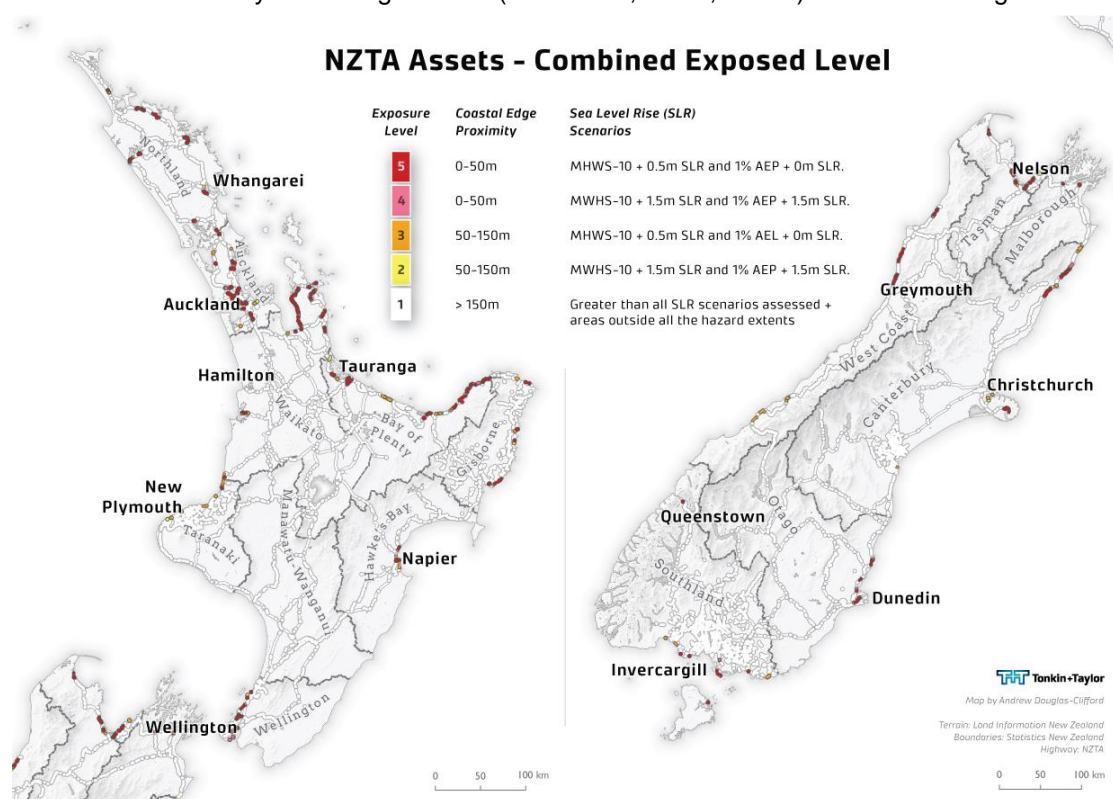 NZTA Assets - Combined Exposed Level
Exposure Level
Coastal Edge Proximity
Sea Level Rise (SLR) Scenarios
5 0-50m MHWS-10 + 0.5m SLR and 1% AEP + 0m SLR.
4 0-50m MWHS-10 + 1.5m SLR and 1% AEP + 1.5m SLR.
3 50-150m MHWS-10 + 0.5m SLR and 1% AEL + 0m SLR.
2 50-150m MWHS-10 + 1.5m SLR and 1% AEP + 1.5m SLR.
1 > 150m Greater than all SLR scenarios assessed +
areas outside all the hazard extents
Northland
Whangarei
Auckland
Auckland
Hamilton
Waikato
Tauranga
Bay of
Plenty
Gisborne
New
Plymouth
Taranaki
Manawatu-Wanganui
Hawke's Bay
Napier
Wellington
Wellington
0 50 100 km
Nelson
Tasman
Malborough
Greymouth
West Coast
Canterbury
Christchurch
Queenstown
Otago
Southland
Dunedin
Invercargill
Tonkin+Taylor
Map by Andrew Douglas-Clifford
Terrain: Land Information New Zealand
Boundaries: Statistics New Zealand
Highway: NZTA
0 50 100 km